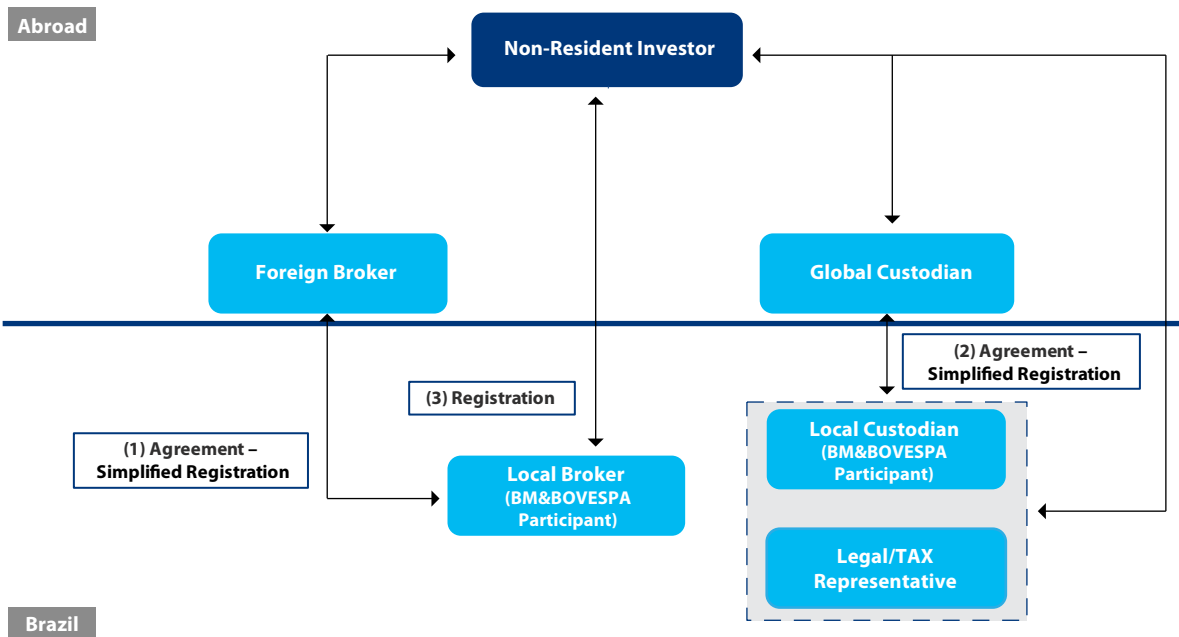 Abroad
Non-Resident Investor
Foreign Broker
Global Custodian
(2) Agreement –
Simplified Registration
(3) Registration
(1) Agreement –
Simplified Registration
Local Broker
(BM&BOVESPA
Participant)
Local Custodian
(BM&BOVESPA
Participant)
Legal/TAX
Representative
Brazil